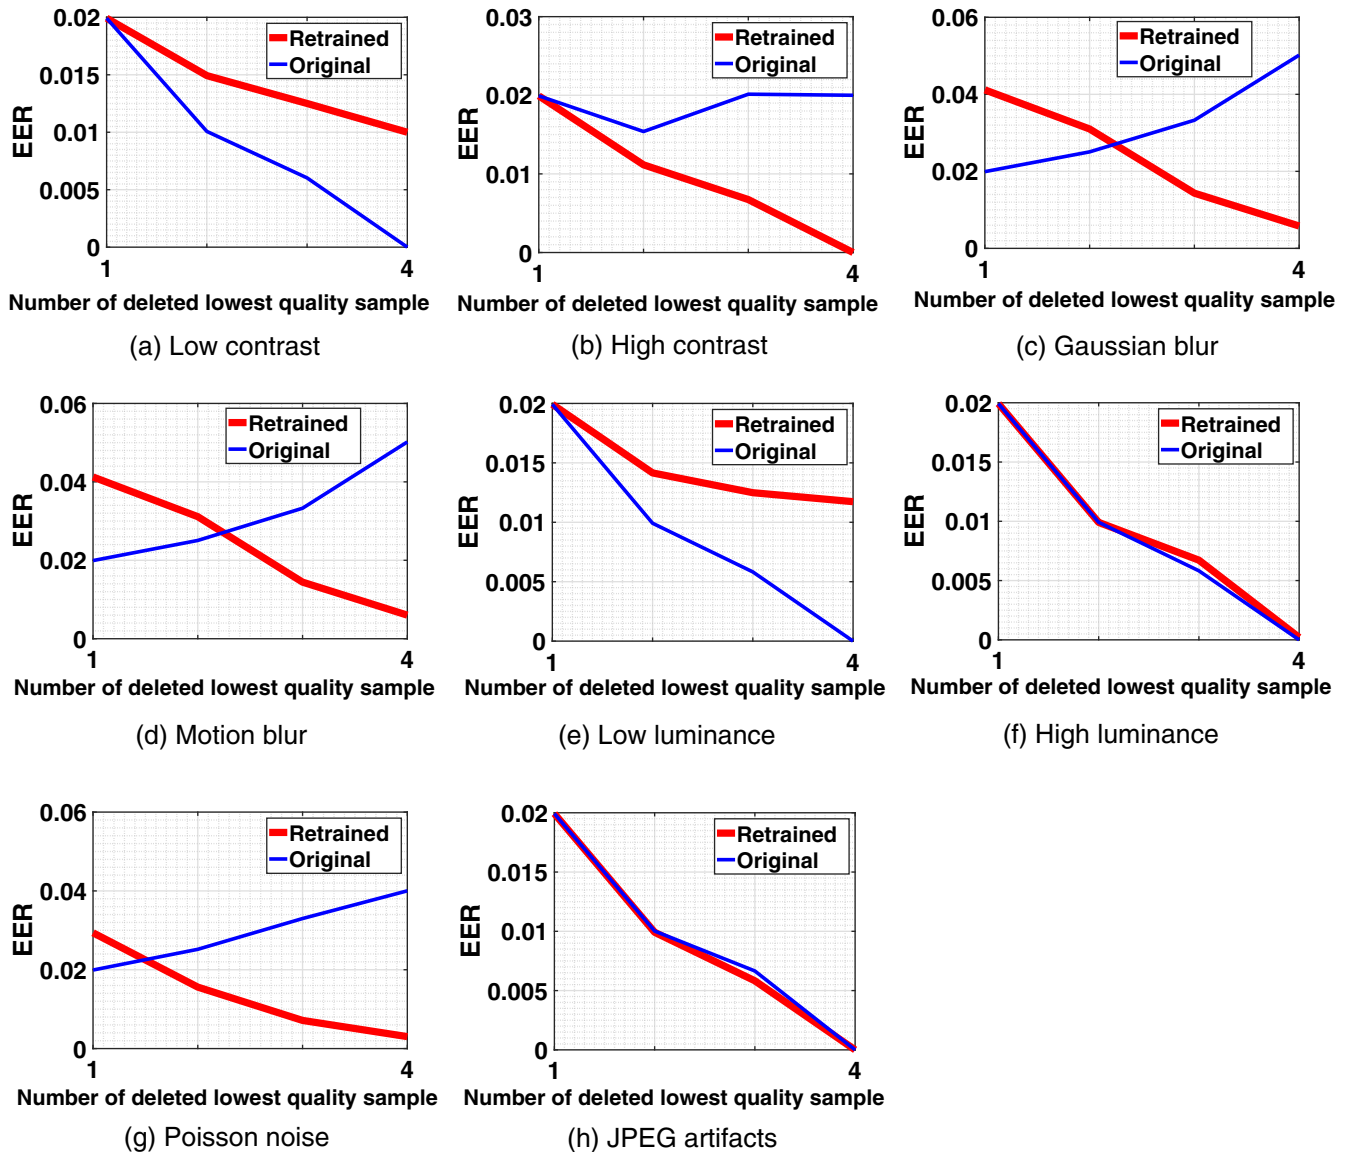 0.02
0.015
0.01
0.005
0
EER
Retrained
Original
1
4
Number of deleted lowest quality sample
(a) Low contrast
0.03
0.02
0.01
0
EER
Retrained
Original
1
4
Number of deleted lowest quality sample
(b) High contrast
0.06
0.04
0.02
0
EER
Retrained
Original
1
4
Number of deleted lowest quality sample
(c) Gaussian blur
0.06
0.04
0.02
0
EER
Retrained
Original
1
4
Number of deleted lowest quality sample
(d) Motion blur
0.02
0.015
0.01
0.005
0
EER
Retrained
Original
1
4
Number of deleted lowest quality sample
(e) Low luminance
0.02
0.015
0.01
0.005
0
EER
Retrained
Original
1
4
Number of deleted lowest quality sample
(f) High luminance
0.06
0.04
0.02
0
EER
Retrained
Original
1
4
Number of deleted lowest quality sample
(g) Poisson noise
0.02
0.015
0.01
0.005
0
EER
Retrained
Original
1
4
Number of deleted lowest quality sample
(h) JPEG artifacts